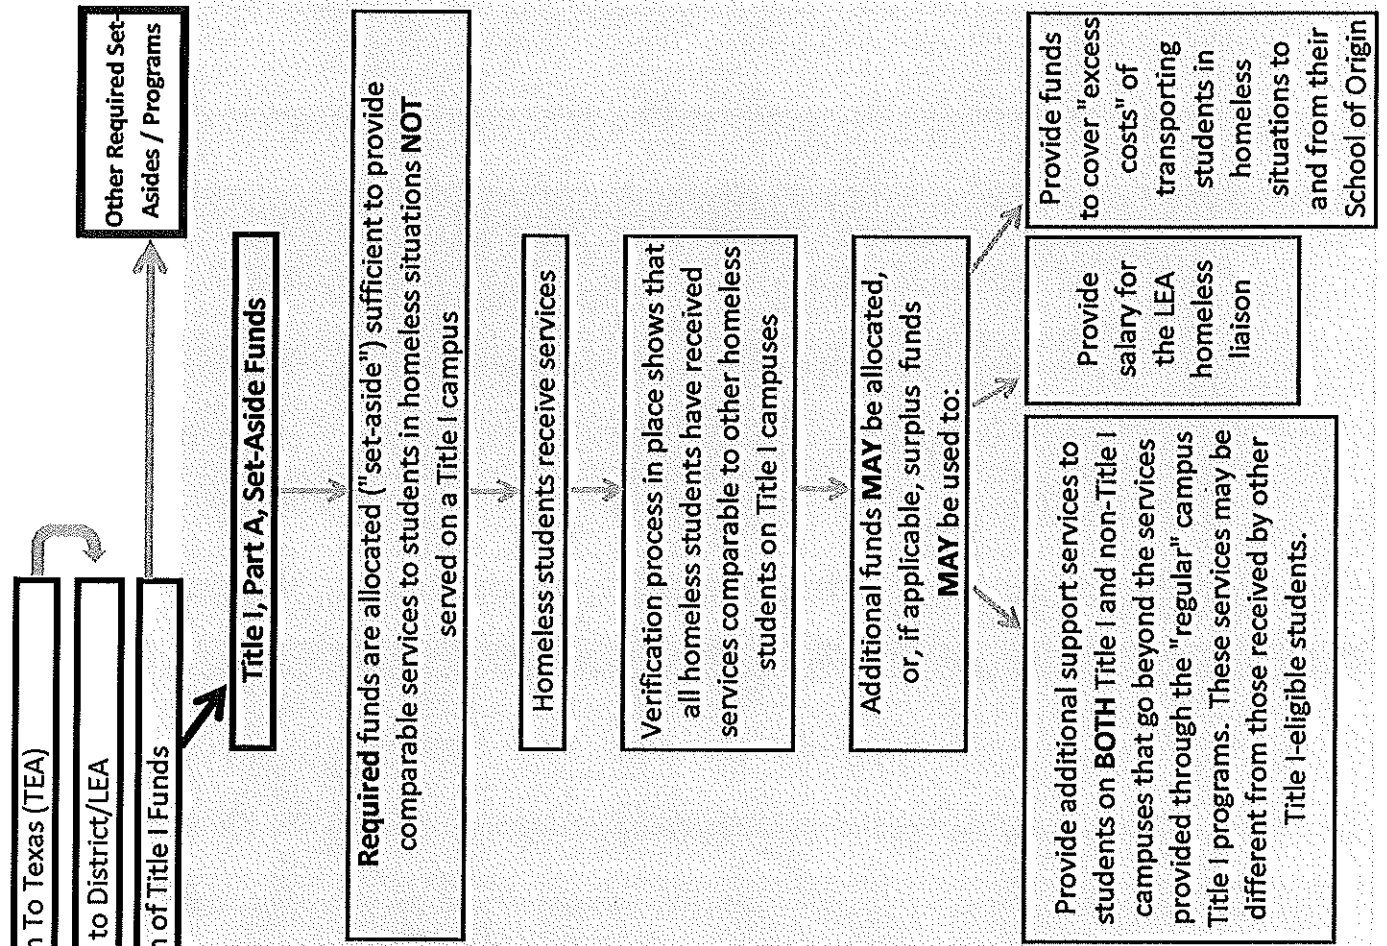 n To Texas (TEA)
to District/LEA
n of Title I Funds
Other Required Set-
Asides / Programs
Title I, Part A, Set-Aside Funds
Required funds are allocated ("set-aside") sufficient to provide
comparable services to students in homeless situations NOT
served on a Title I campus
Homeless students receive services
Verification process in place shows that
all homeless students have received
services comparable to other homeless
students on Title I campuses
Additional funds MAY be allocated,
or, if applicable, surplus funds
MAY be used to:
Provide additional support services to
students on BOTH Title I and non-Title I
campuses that go beyond the services
provided through the "regular" campus
Title I programs. These services may be
different from those received by other
Title I-eligible students.
Provide
salary for
the LEA
homeless
liaison
Provide funds
to cover "excess
costs" of
transporting
students in
homeless
situations to
and from their
School of Origin